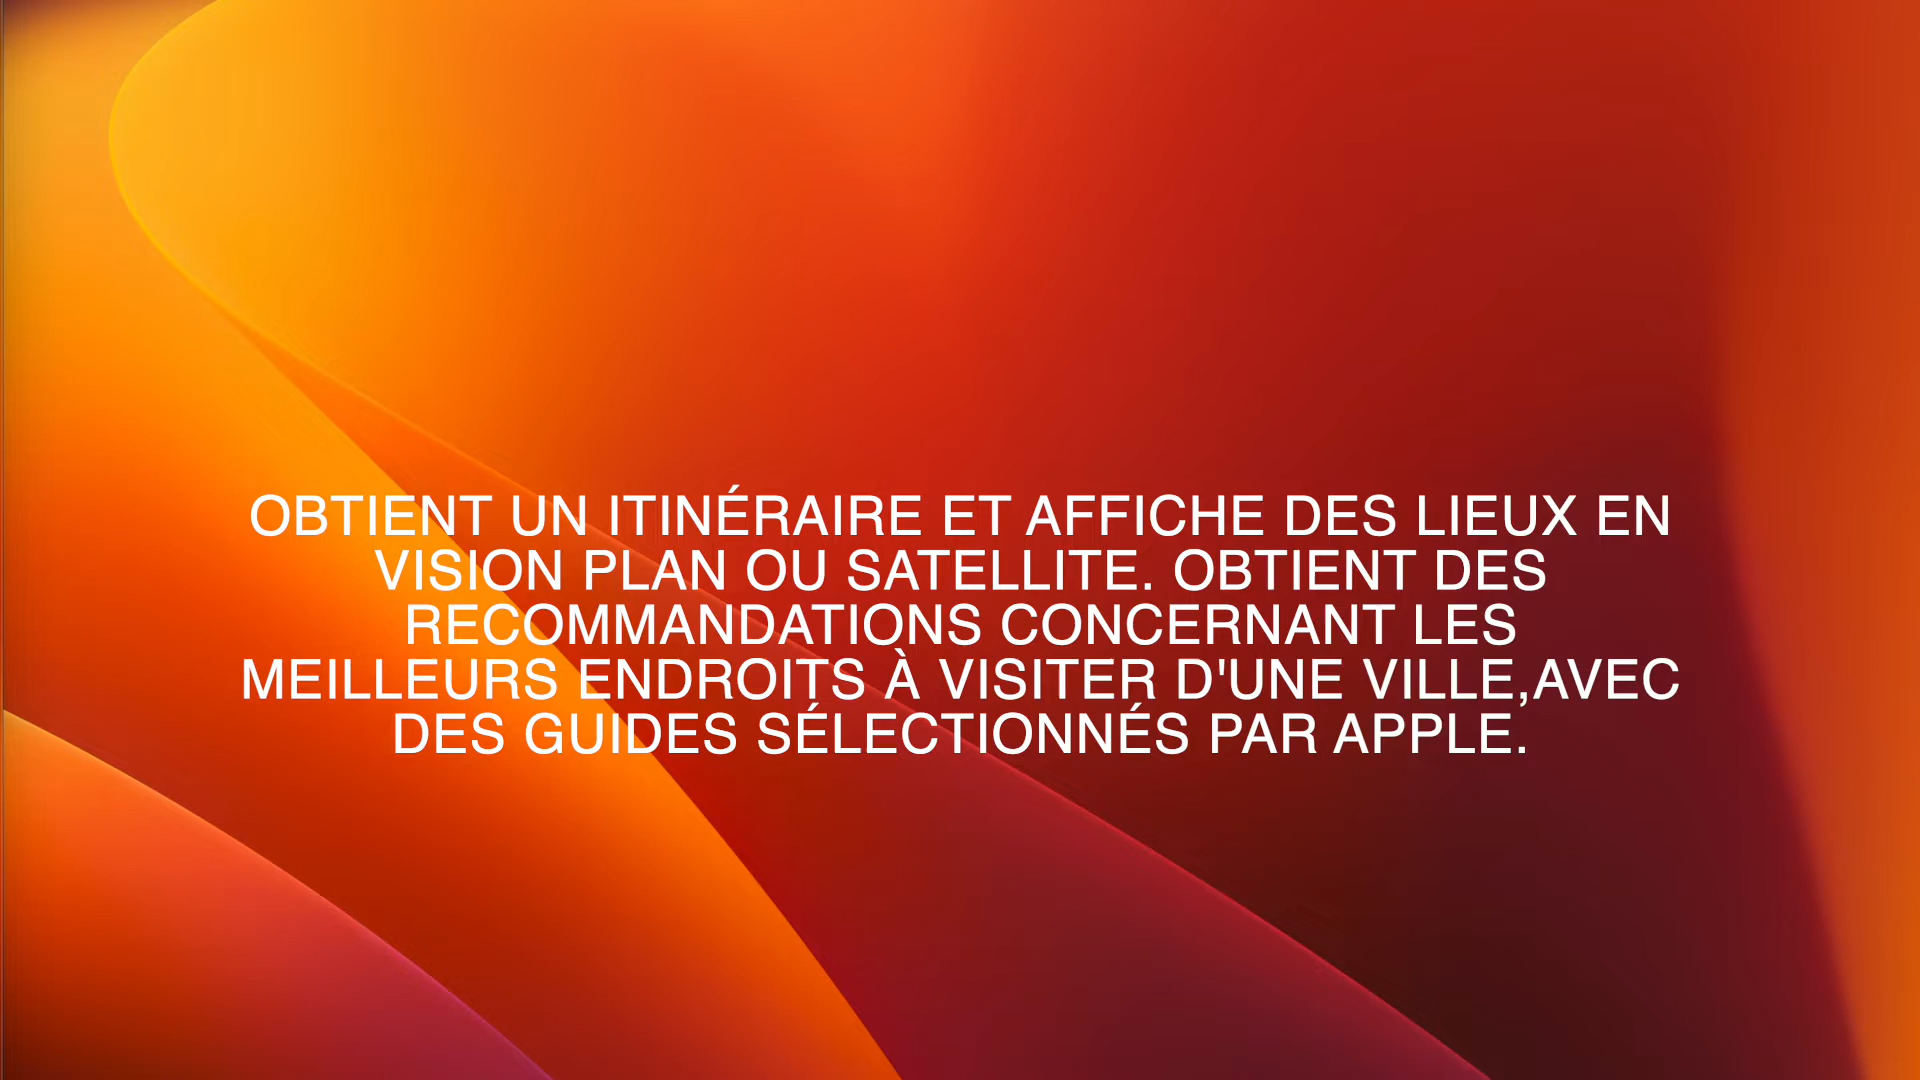 OBTIENT UN ITINÉRAIRE ET AFFICHE DES LIEUX EN
VISION PLAN OU SATELLITE. OBTIENT DES
RECOMMANDATIONS CONCERNANT LES
MEILLEURS ENDROITS À VISITER D'UNE VILLE,AVEC
DES GUIDES SÉLECTIONNÉS PAR APPLE.